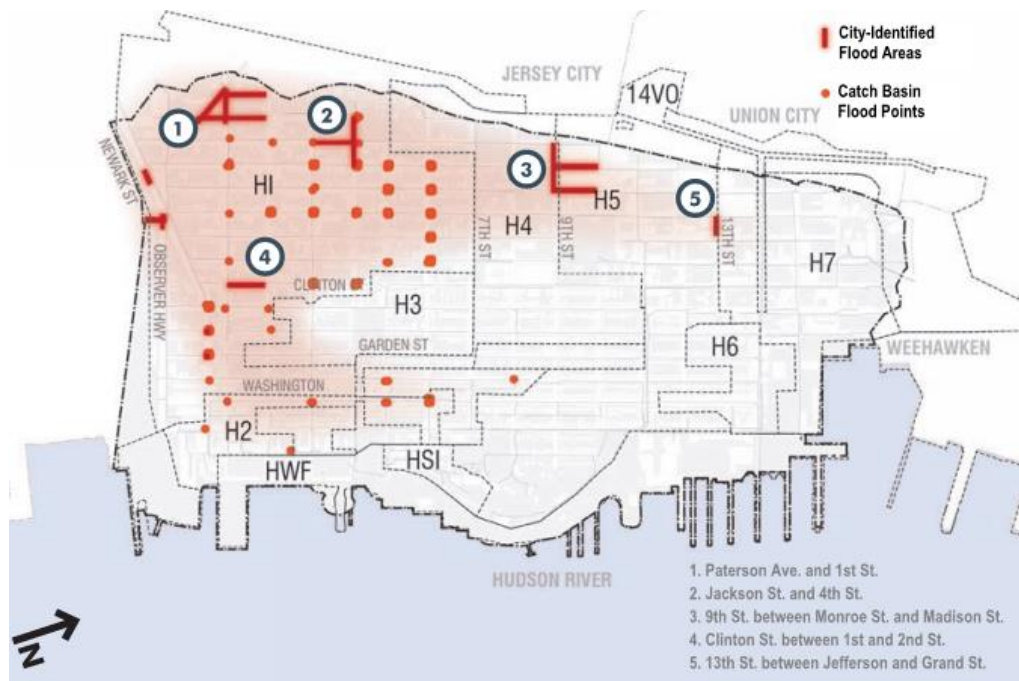 City-Identified
Flood Areas
Catch Basin
Flood Points
JERSEY CITY
14VO
UNION CITY
1
2
3
4
5
NEWARK ST
OBSERVER HWY
H1
CLINTON
7TH ST
H4
9TH ST
H5
13TH ST
H7
H3
GARDEN ST
WASHINGTON
H6
WEEHAWKEN
H2
HWF
HSI
HUDSON RIVER
N
1. Paterson Ave. and 1st St.
2. Jackson St. and 4th St.
3. 9th St. between Monroe St. and Madison St.
4. Clinton St. between 1st and 2nd St.
5. 13th St. between Jefferson and Grand St.